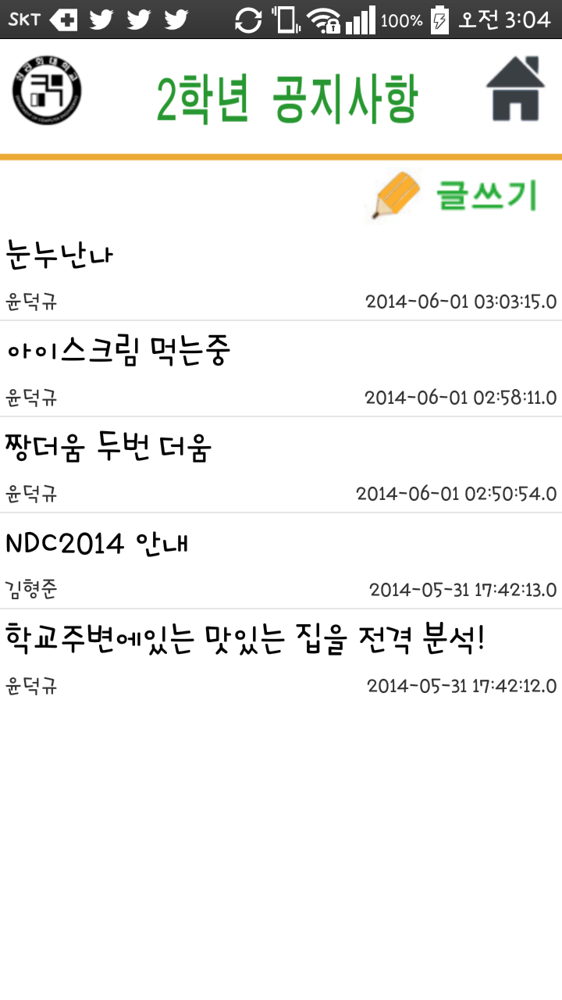 SKT 100% 오전 3:04
2학년 공지사항
글쓰기
눈누난나
윤덕규 2014-06-01 03:03:15.0
아이스크림 먹는중
윤덕규 2014-06-01 02:58:11.0
짱더움 두번 더움
윤덕규 2014-06-01 02:50:54.0
NDC2014 안내
김형준 2014-05-31 17:42:13.0
학교주변에있는 맛있는 집을 전격 분석!
윤덕규 2014-05-31 17:42:12.0